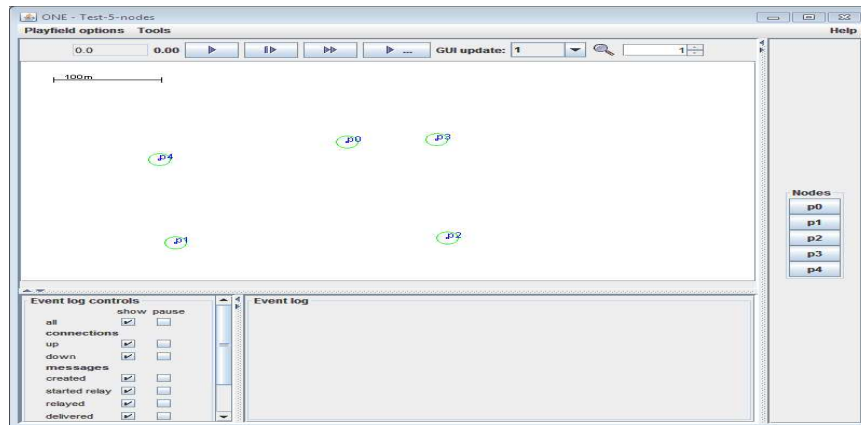 ONE - Test-5-nodes
Playfield options Tools Help
0.0 0.00 ... GUI update: 1 1
100m
p0 p3
p4
p1 p2
Nodes
p0
p1
p2
p3
p4
Event log controls
show pause
all
connections
up
down
messages
created
started relay
relayed
delivered
Event log